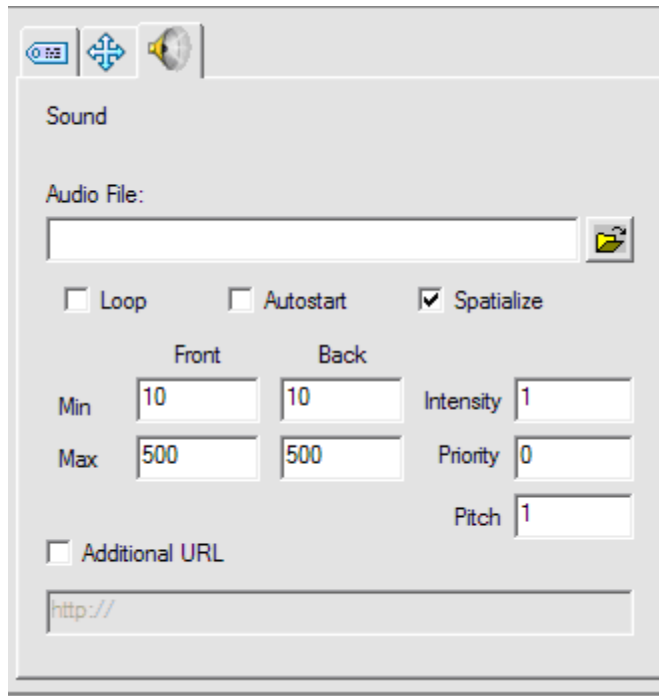 Sound
Audio File:
Loop Autostart Spatialize
Front Back
Min 10 10 Intensity 1
Max 500 500 Priority 0
Pitch 1
Additional URL
http://